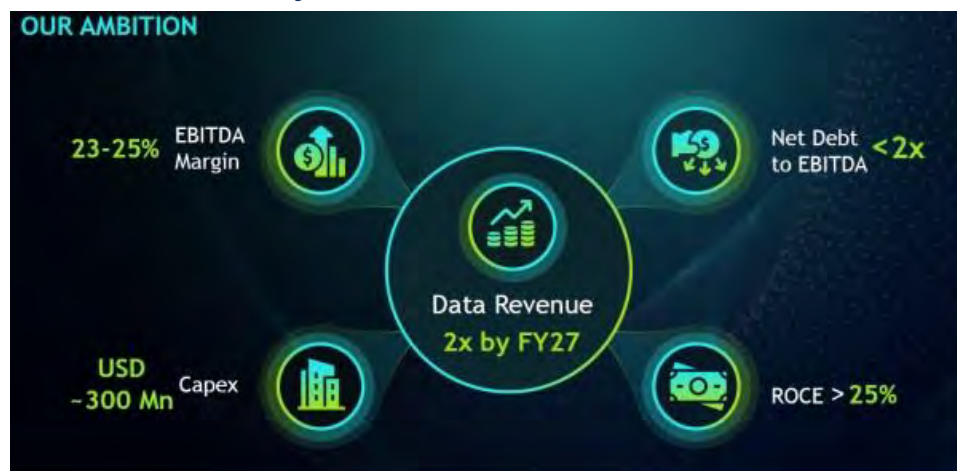 OUR AMBITION
23-25% EBITDA
Margin
Net Debt <2x
to EBITDA
Data Revenue
2x by FY27
USD
~300 Mn Capex
ROCE > 25%